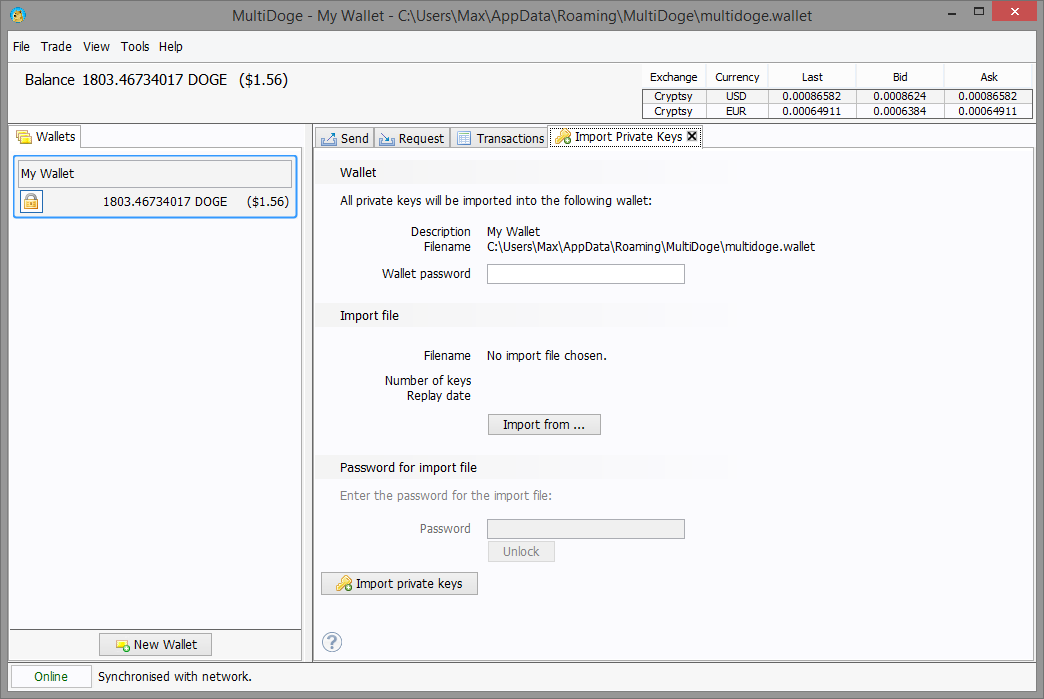 MultiDoge - My Wallet - C:\Users\Max\AppData\Roaming\MultiDoge\multidoge.wallet
File Trade View Tools Help
Balance 1803.46734017 DOGE ($1.56)
Exchange Currency Last Bid Ask
Cryptsy USD 0.00086582 0.0008624 0.00086582
Cryptsy EUR 0.00064911 0.0006384 0.00064911
Wallets
My Wallet
1803.46734017 DOGE ($1.56)
New Wallet
Send Request Transactions Import Private Keys
Wallet
All private keys will be imported into the following wallet:
Description My Wallet
Filename C:\Users\Max\AppData\Roaming\MultiDoge\multidoge.wallet
Wallet password
Import file
Filename No import file chosen.
Number of keys
Replay date
Import from ...
Password for import file
Enter the password for the import file:
Password
Unlock
Import private keys
?
Online Synchronised with network.